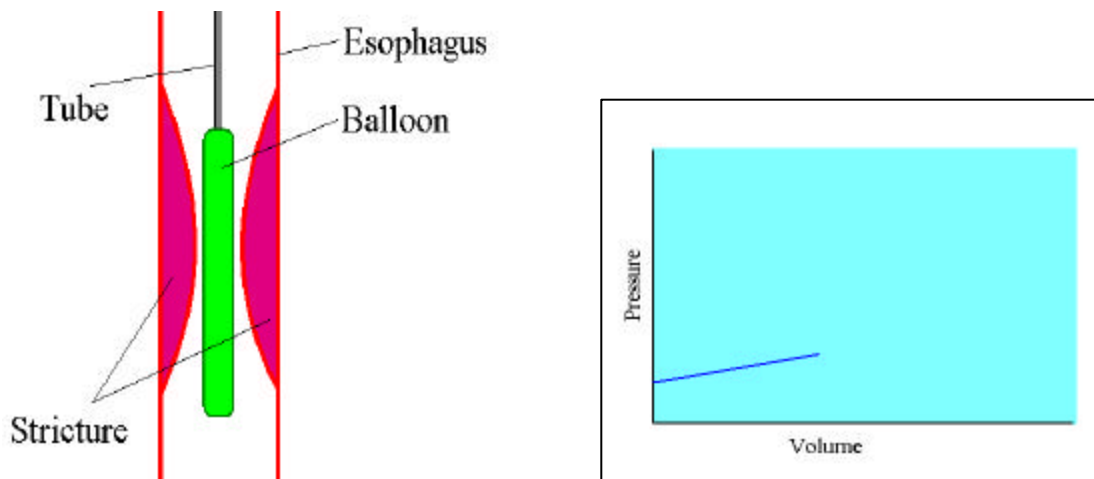 Esophagus
Tube
Balloon
Stricture
Pressure
Volume